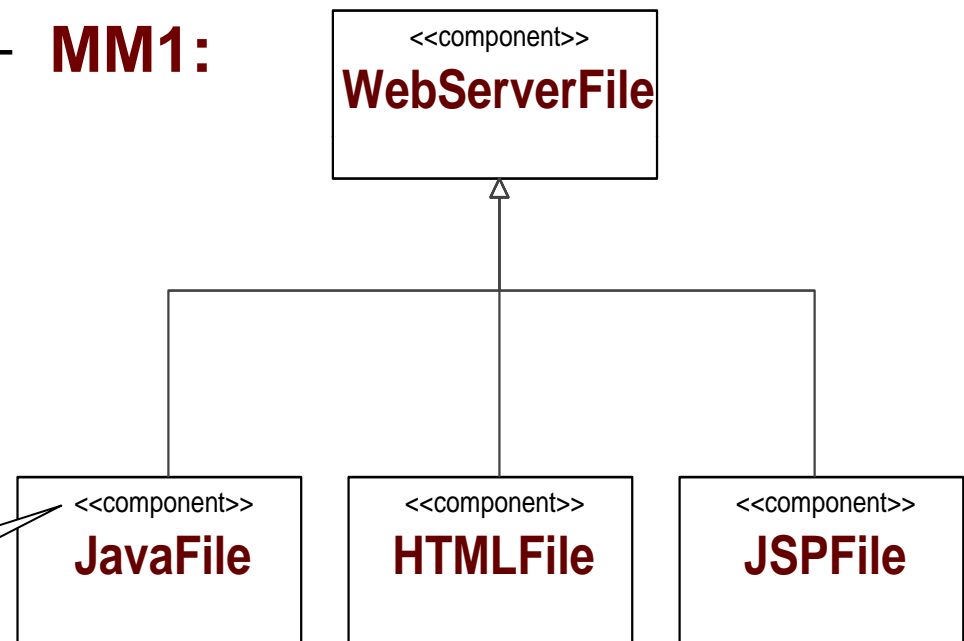 - MM1:
<<component>>
WebServerFile
<<component>>
JavaFile
<<component>>
HTMLFile
<<component>>
JSPFile